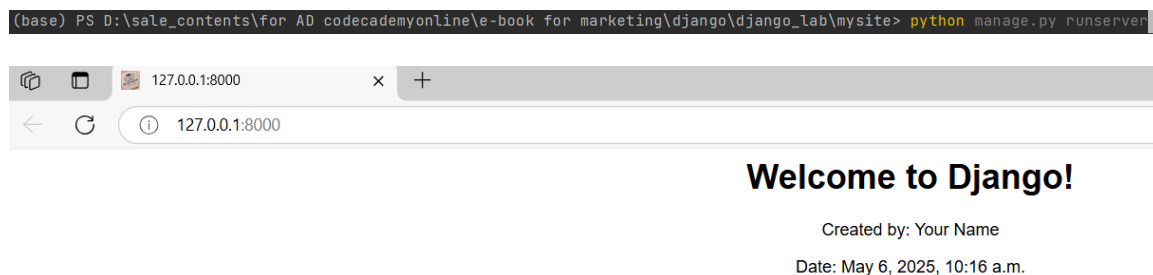 (base) PS D:\sale_contents\for AD codecademyonline\e-book for marketing\django\django_lab\mysite> python manage.py runserver
127.0.0.1:8000
127.0.0.1:8000
Welcome to Django!
Created by: Your Name
Date: May 6, 2025, 10:16 a.m.